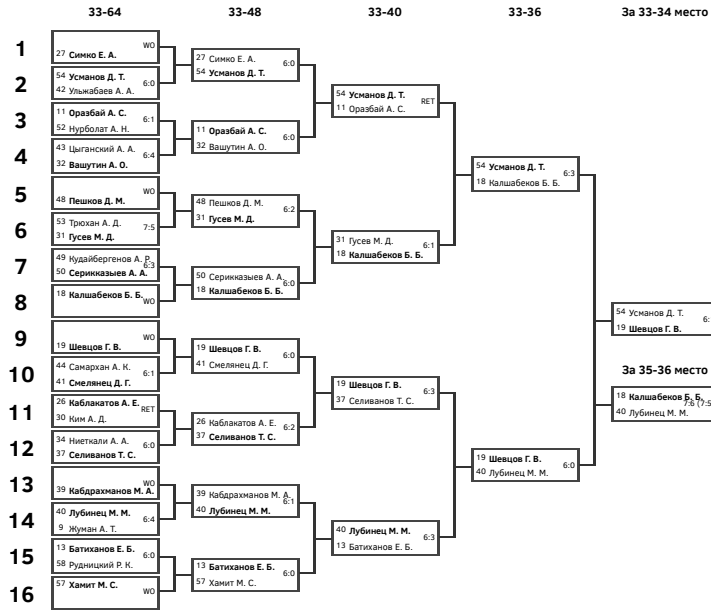 33-64
33-48
33-40
33-36
За 33-34 место
1
27 Симко Е. А.
WO
2
54 Усманов Д. Т.
42 Ульжабаев А. А.
6:0
3
11 Оразбай А. С.
52 Нурболат А. Н.
6:1
4
43 Цыганский А. А.
32 Вашутин А. О.
6:4
5
48 Пешков Д. М.
WO
6
53 Трюхан А. Д.
31 Гусев М. Д.
7:5
7
49 Кудайбергенов А. Р.
50 Серикказыев А. А.
6:3
8
18 Калшабеков Б. Б.
WO
9
19 Шевцов Г. В.
WO
10
44 Самархан А. К.
41 Смелянец Д. Г.
6:1
11
26 Каблакатов А. Е.
30 Ким А. Д.
RET
12
34 Ниеткали А. А.
37 Селиванов Т. С.
6:0
13
39 Кабдрахманов М. А.
WO
14
40 Лубинец М. М.
9 Жуман А. Т.
6:4
15
13 Батиханов Е. Б.
58 Рудницкий Р. К.
6:0
16
57 Хамит М. С.
WO
27 Симко Е. А.
54 Усманов Д. Т.
6:0
11 Оразбай А. С.
32 Вашутин А. О.
6:0
48 Пешков Д. М.
31 Гусев М. Д.
6:2
50 Серикказыев А. А.
18 Калшабеков Б. Б.
6:0
19 Шевцов Г. В.
41 Смелянец Д. Г.
6:0
26 Каблакатов А. Е.
37 Селиванов Т. С.
6:2
39 Кабдрахманов М. А.
40 Лубинец М. М.
6:1
13 Батиханов Е. Б.
57 Хамит М. С.
6:0
54 Усманов Д. Т.
11 Оразбай А. С.
RET
31 Гусев М. Д.
18 Калшабеков Б. Б.
6:1
19 Шевцов Г. В.
37 Селиванов Т. С.
6:3
40 Лубинец М. М.
13 Батиханов Е. Б.
6:3
54 Усманов Д. Т.
18 Калшабеков Б. Б.
6:3
19 Шевцов Г. В.
40 Лубинец М. М.
6:0
54 Усманов Д. Т.
19 Шевцов Г. В.
6:
За 35-36 место
18 Калшабеков Б. Б.
40 Лубинец М. М.
7:6 (7:5